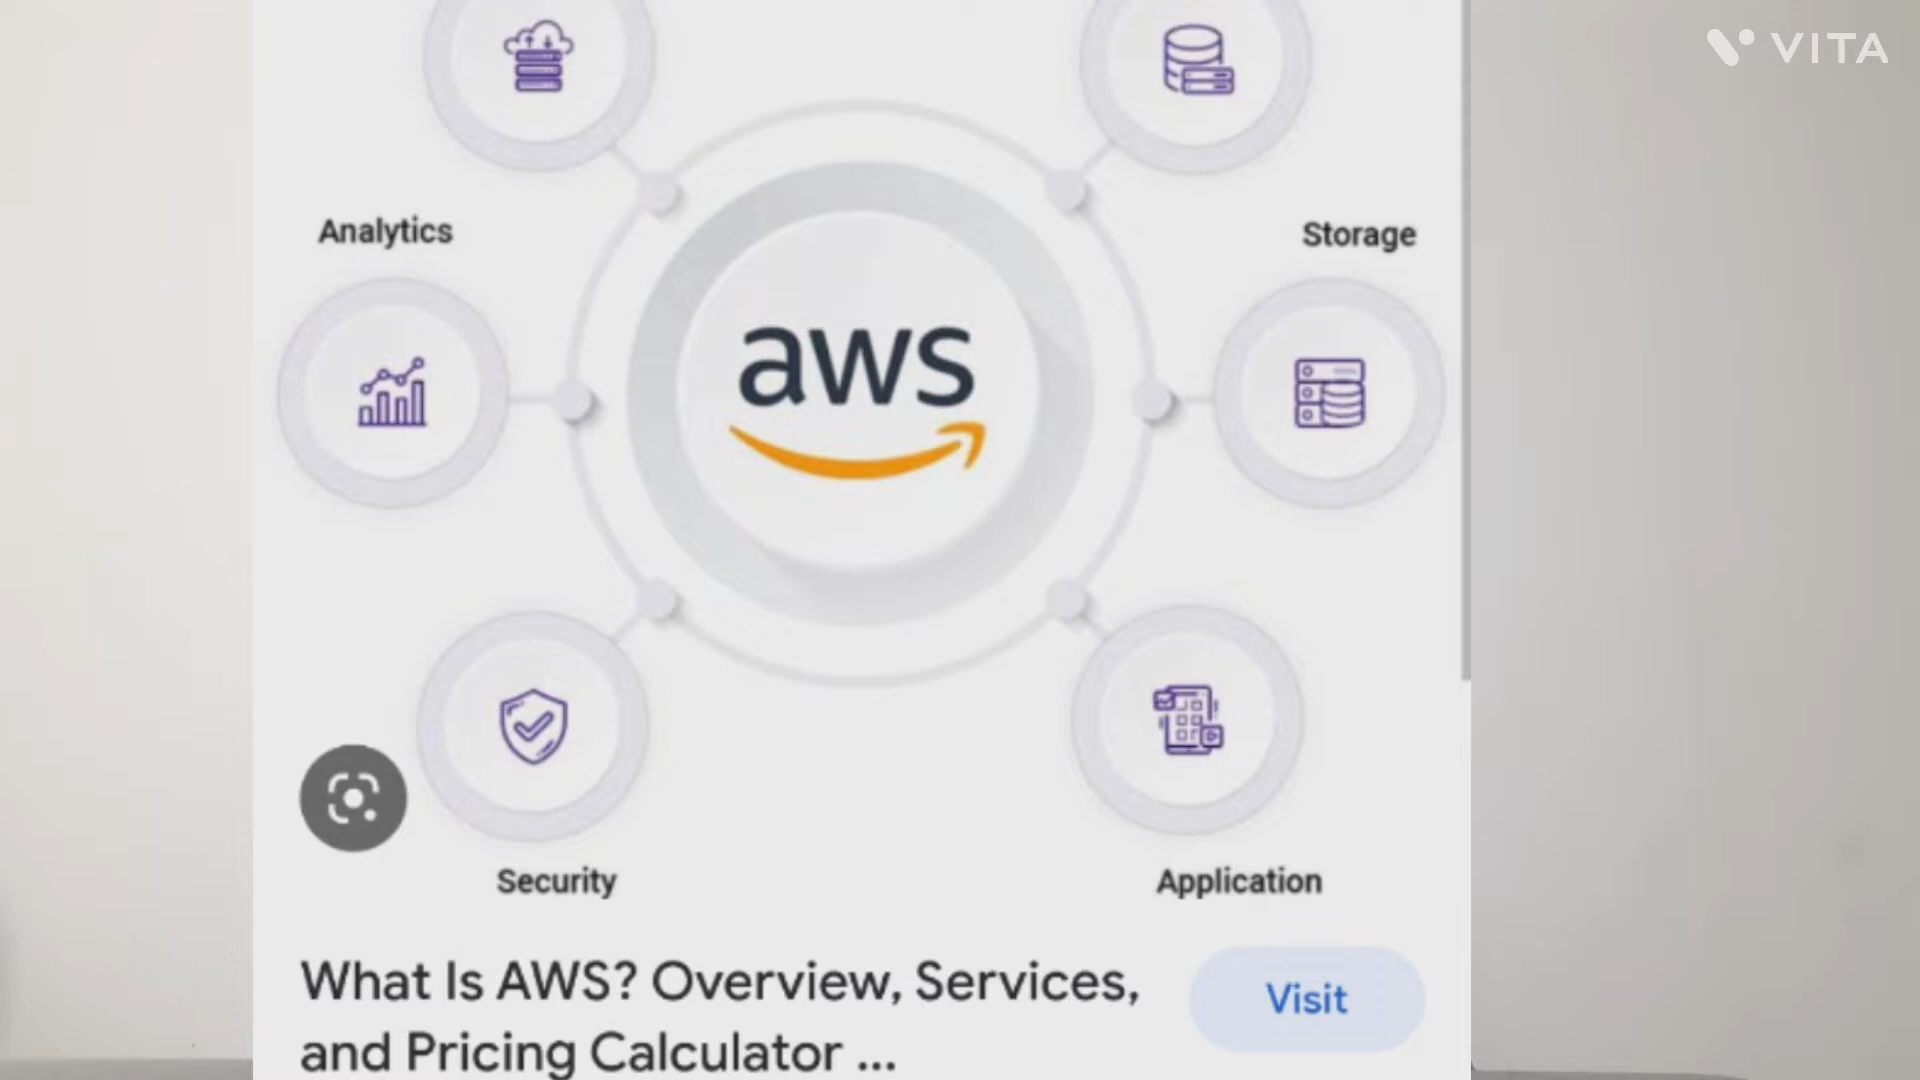 VITA
Analytics
Storage
aws
Security
Application
What Is AWS? Overview, Services,
and Pricing Calculator ...
Visit